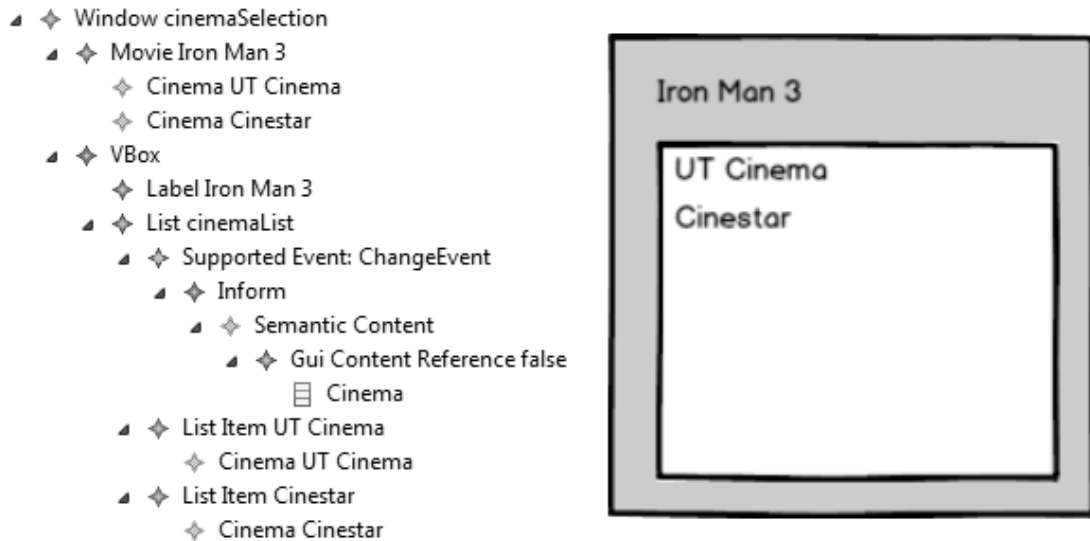 Window cinemaSelection
Movie Iron Man 3
Cinema UT Cinema
Cinema Cinestar
VBox
Label Iron Man 3
List cinemaList
Supported Event: ChangeEvent
Inform
Semantic Content
Gui Content Reference false
Cinema
List Item UT Cinema
Cinema UT Cinema
List Item Cinestar
Cinema Cinestar
Iron Man 3
UT Cinema
Cinestar